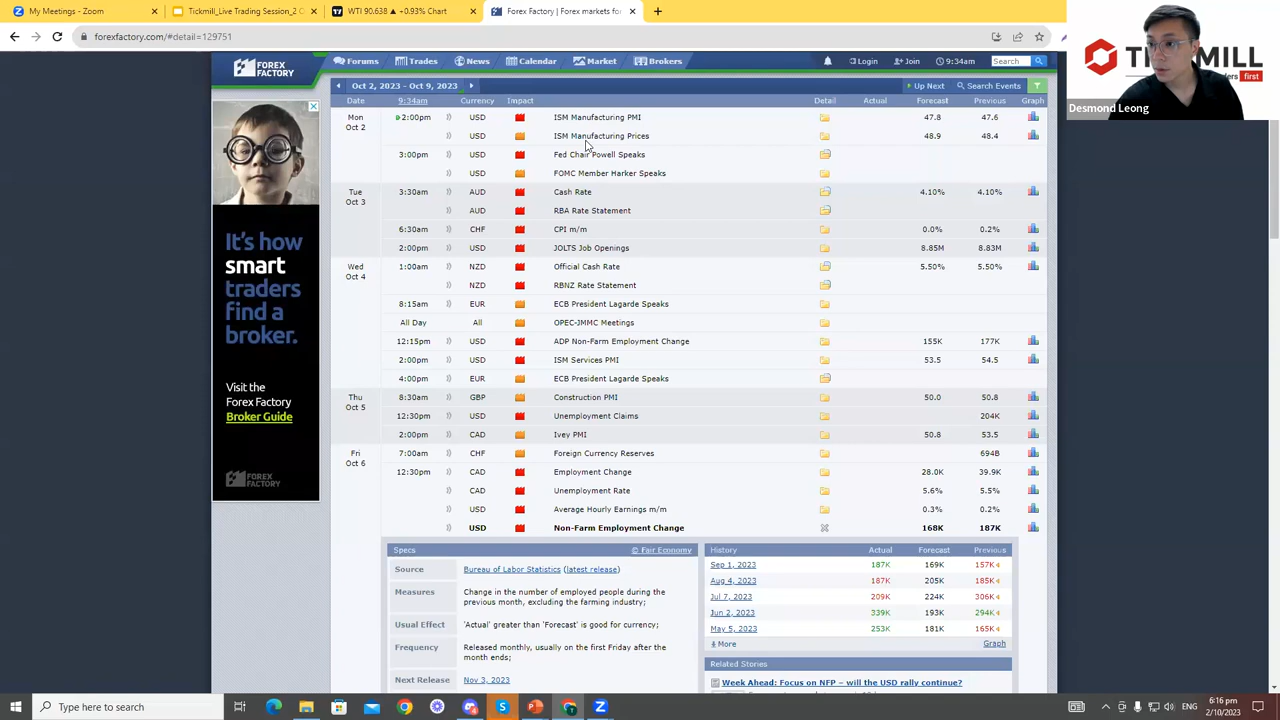 My Meetings - Zoom
Tickmill_Live Trading Session_2 O
WTI 90.638 ▲ +0.93% Chart
Forex Factory | Forex markets for
forexfactory.com/#detail=129751
FOREX FACTORY
Forums
Trades
News
Calendar
Market
Brokers
Login
Join
9:34am
Search
Oct 2, 2023 - Oct 9, 2023
Up Next
Search Events
Date 9:34am Currency Impact Detail Actual Forecast Previous Graph
Mon Oct 2 2:00pm USD ISM Manufacturing PMI 47.8 47.6
USD ISM Manufacturing Prices 48.9 48.4
3:00pm USD Fed Chair Powell Speaks
USD FOMC Member Harker Speaks
Tue Oct 3 3:30am AUD Cash Rate 4.10% 4.10%
AUD RBA Rate Statement
6:30am CHF CPI m/m 0.0% 0.2%
2:00pm USD JOLTS Job Openings 8.85M 8.83M
Wed Oct 4 1:00am NZD Official Cash Rate 5.50% 5.50%
NZD RBNZ Rate Statement
8:15am EUR ECB President Lagarde Speaks
All Day All OPEC-JMMC Meetings
12:15pm USD ADP Non-Farm Employment Change 155K 177K
2:00pm USD ISM Services PMI 53.5 54.5
4:00pm EUR ECB President Lagarde Speaks
Thu Oct 5 8:30am GBP Construction PMI 50.0 50.8
12:30pm USD Unemployment Claims 204K
2:00pm CAD Ivey PMI 50.8 53.5
Fri Oct 6 7:00am CHF Foreign Currency Reserves 694B
12:30pm CAD Employment Change 28.0K 39.9K
CAD Unemployment Rate 5.6% 5.5%
USD Average Hourly Earnings m/m 0.3% 0.2%
USD Non-Farm Employment Change 168K 187K
Specs © Fair Economy
Source Bureau of Labor Statistics (latest release)
Measures Change in the number of employed people during the
previous month, excluding the farming industry;
Usual Effect 'Actual' greater than 'Forecast' is good for currency;
Frequency Released monthly, usually on the first Friday after the
month ends;
Next Release Nov 3, 2023
History Actual Forecast Previous
Sep 1, 2023 187K 169K 157K
Aug 4, 2023 187K 205K 185K
Jul 7, 2023 209K 224K 306K
Jun 2, 2023 339K 193K 294K
May 5, 2023 253K 181K 165K
More Graph
Related Stories
Week Ahead: Focus on NFP – will the USD rally continue?
It's how
smart
traders
find a
broker.
Visit the
Forex Factory
Broker Guide
FOREX FACTORY
MILL
first
Desmond Leong
Type here to search
6:16 pm
2/10/2023